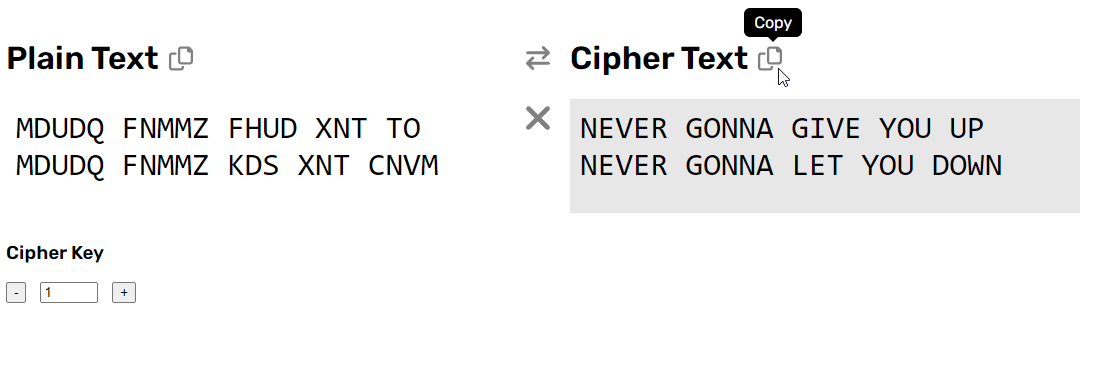 Copy
Plain Text
Cipher Text
MDUDQ FNMMZ FHUD XNT TO
MDUDQ FNMMZ KDS XNT CNVM
NEVER GONNA GIVE YOU UP
NEVER GONNA LET YOU DOWN
Cipher Key
- 1 +